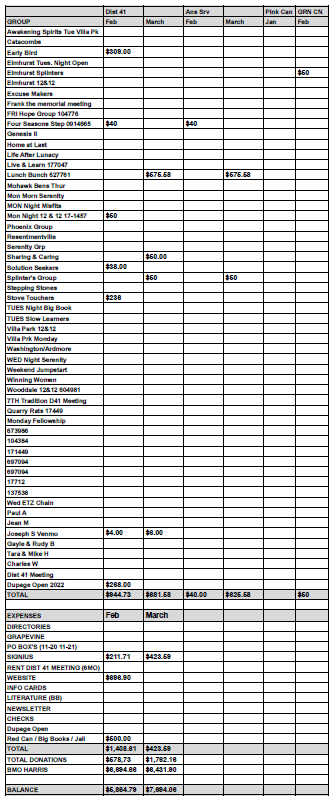 Dist 41 Ans Srv Pink Can GRN CN
GROUP Feb March Feb March Jan Feb
Awakening Spirits Tue Villa Pk
Catacombs
Early Bird $309.00
Elmhurst Tues. Night Open
Elmhurst Splinters $50
Elmhurst 12&12
Excuse Makers
Frank the memorial meeting
FRI Hope Group 104776
Four Seasons Step 0914665 $40 $40
Genesis II
Home at Last
Life After Lunacy
Live & Learn 177047
Lunch Bunch 627761 $575.58 $575.58
Mohawk Bens Thur
Mon Morn Serenity
MON Night Misfits
Mon Night 12 & 12 17-1457 $50
Phoenix Group
Resentmentville
Serenity Grp
Sharing & Caring $50.00
Solution Seekers $38.00
Splinter's Group $50 $50
Stepping Stones
Stove Touchers $236
TUES Night Big Book
TUES Slow Learners
Villa Park 12&12
Villa Prk Monday
Washington/Ardmore
WED Night Serenity
Weekend Jumpstart
Winning Women
Wooddale 12&12 604981
7TH Tradition D41 Meeting
Quarry Rats 17449
Monday Fellowship
673986
104384
171449
697094
697094
17712
137538
Wed ETZ Chain
Paul A
Jean M
Joseph S Venmo $4.00 $6.00
Gayle & Rudy B
Tara & Mike H
Charles W
Dist 41 Meeting
Dupage Open 2022 $268.00
TOTAL $944.73 $681.58 $40.00 $625.58 $50
EXPENSES Feb March
DIRECTORIES
GRAPEVINE
PO BOX'S (11-20 11-21)
SIGNIUS $211.71 $423.59
RENT DIST 41 MEETING (6MO)
WEBSITE $696.90
INFO CARDS
LITERATURE (BB)
NEWSLETTER
CHECKS
Dupage Open
Red Can / Big Books / Jail $500.00
TOTAL $1,408.61 $423.59
TOTAL DONATIONS $578.73 $1,762.16
BMO HARRIS $6,694.66 $6,431.90
BALANCE $5,864.79 $7,694.06